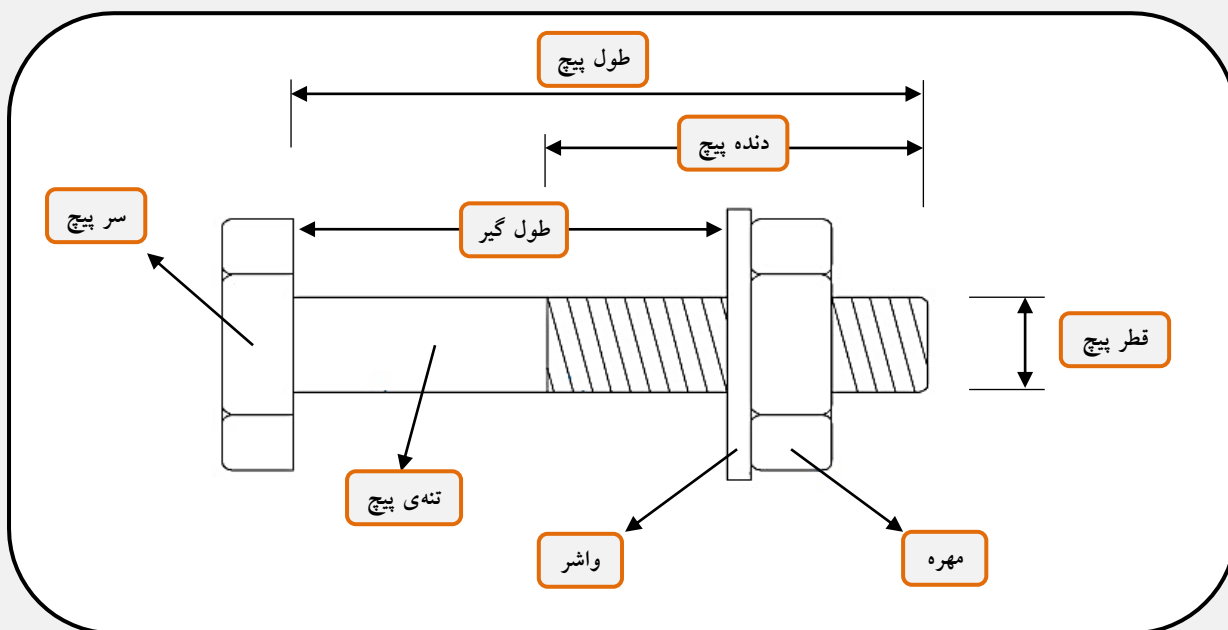 طول پیچ
دنده پیچ
سر پیچ
طول گیر
قطر پیچ
تنه‌ی پیچ
واشر
مهره